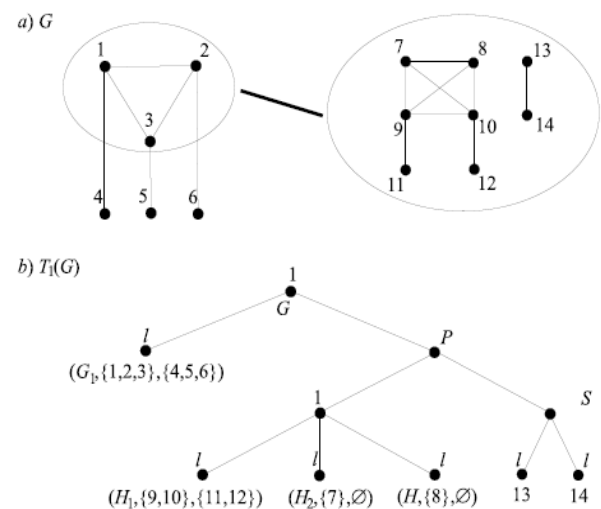 a) G
1 2 7 8 13
3 9 10 14
4 5 6 11 12
b) T₁(G)
1
G
l P
(G₁,{1,2,3},{4,5,6})
1 S
l l l l l
(H₁,{9,10},{11,12}) (H₂,{7},∅) (H,{8},∅) 13 14